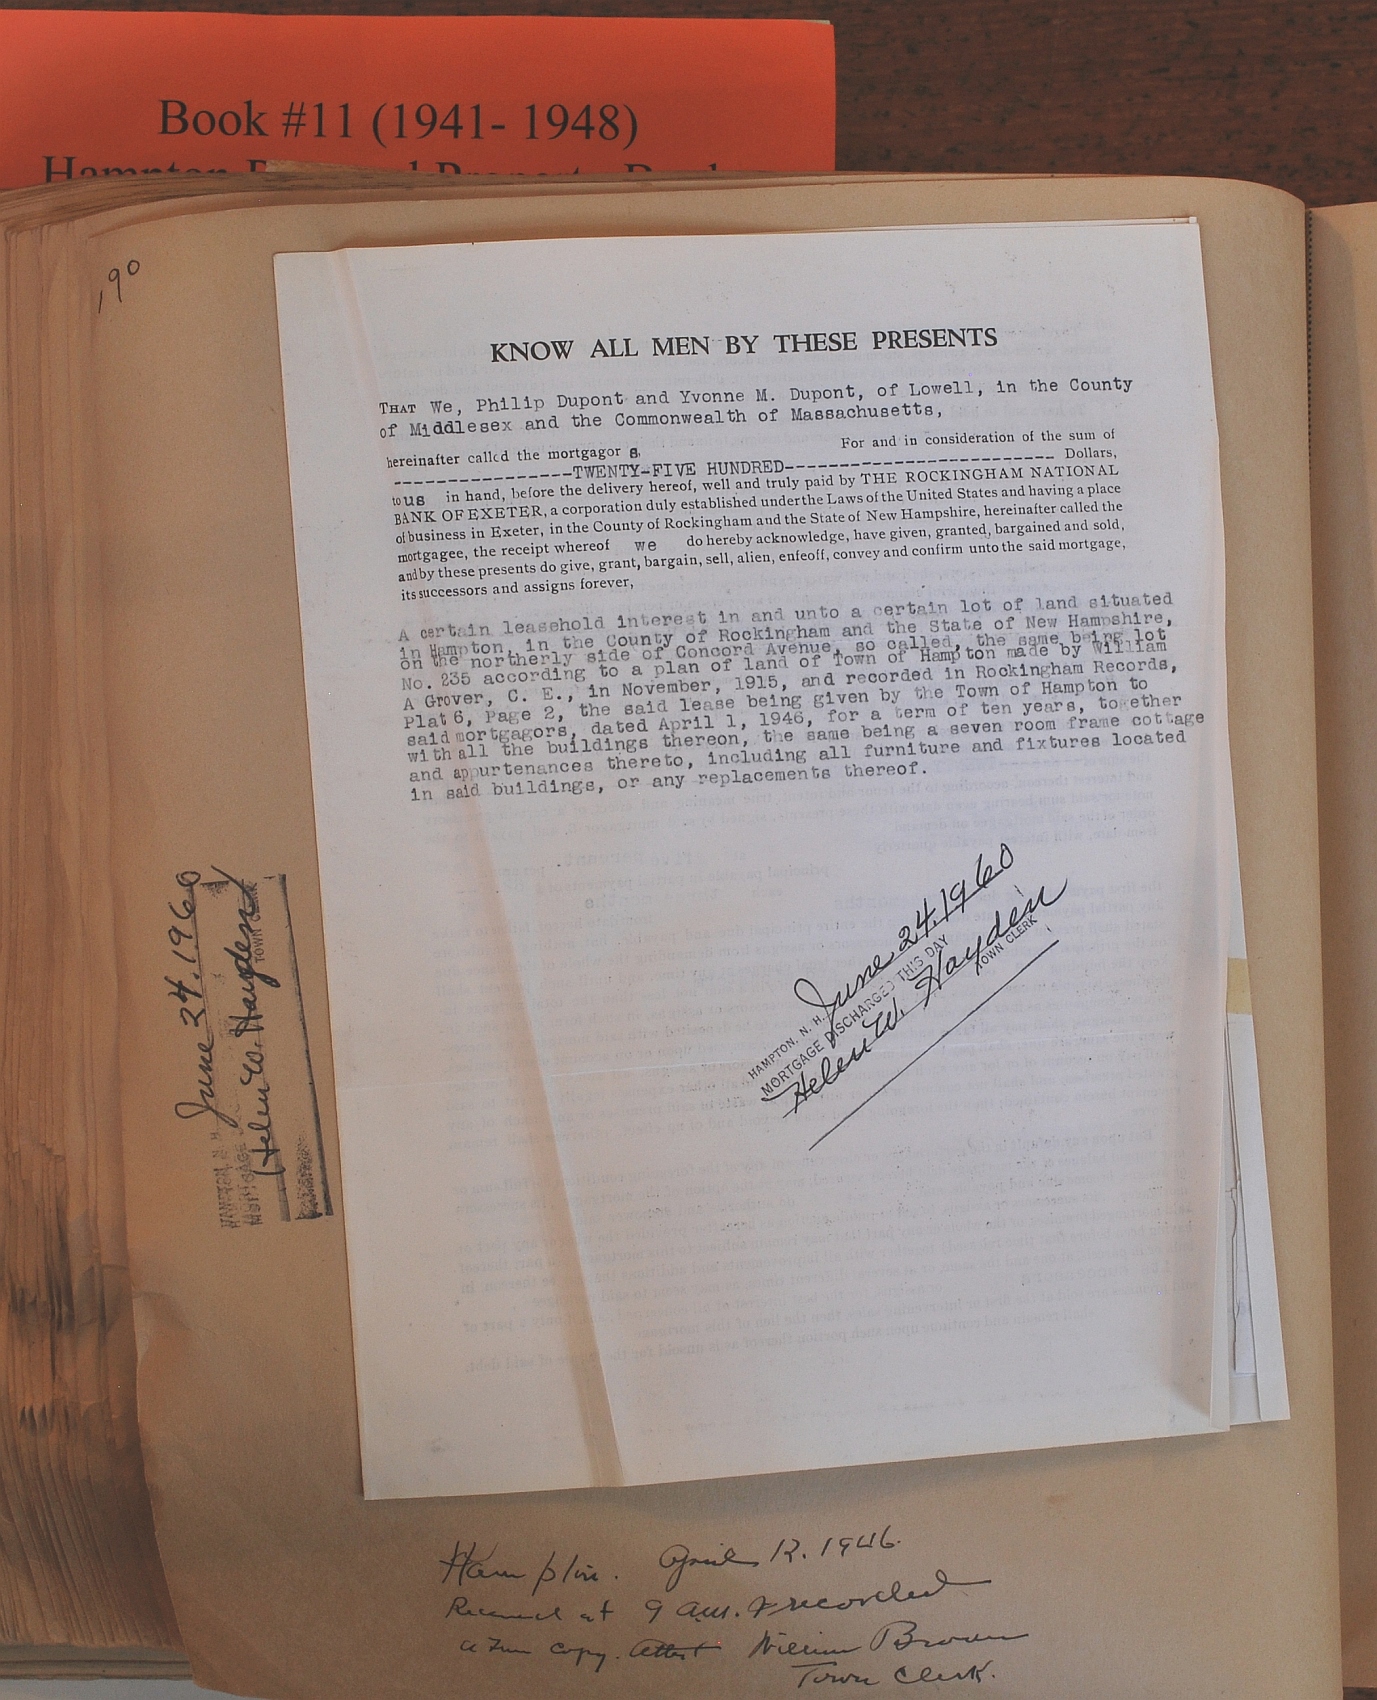 Book #11 (1941- 1948)
Hampton
190
KNOW ALL MEN BY THESE PRESENTS
THAT We, Philip Dupont and Yvonne M. Dupont, of Lowell, in the County
of Middlesex and the Commonwealth of Massachusetts,
hereinafter called the mortgagor s, For and in consideration of the sum of
----------------TWENTY-FIVE HUNDRED------------------------ Dollars,
to us in hand, before the delivery hereof, well and truly paid by THE ROCKINGHAM NATIONAL
BANK OF EXETER, a corporation duly established under the Laws of the United States and having a place
of business in Exeter, in the County of Rockingham and the State of New Hampshire, hereinafter called the
mortgagee, the receipt whereof we do hereby acknowledge, have given, granted, bargained and sold,
and by these presents do give, grant, bargain, sell, alien, enfeoff, convey and confirm unto the said mortgage,
its successors and assigns forever,
A certain leasehold interest in and unto a certain lot of land situated
in Hampton, in the County of Rockingham and the State of New Hampshire,
on the northerly side of Concord Avenue, so called, the same being lot
No. 235 according to a plan of land of Town of Hampton made by William
A Grover, C. E., in November, 1915, and recorded in Rockingham Records,
Plat 6, Page 2, the said lease being given by the Town of Hampton to
said mortgagors, dated April 1, 1946, for a term of ten years, together
with all the buildings thereon, the same being a seven room frame cottage
and appurtenances thereto, including all furniture and fixtures located
in said buildings, or any replacements thereof.
HAMPTON, N. H. June 24, 1960
MORTGAGE DISCHARGED THIS DAY
Helen W. Hayden
TOWN CLERK
HAMPTON, N. H. June 24, 1960
MORTGAGE
Helen W. Hayden
TOWN CLERK
Hampton. April 12, 1946.
Received at 9 a.m. & recorded
a true copy. Attest William Brown
Town Clerk.